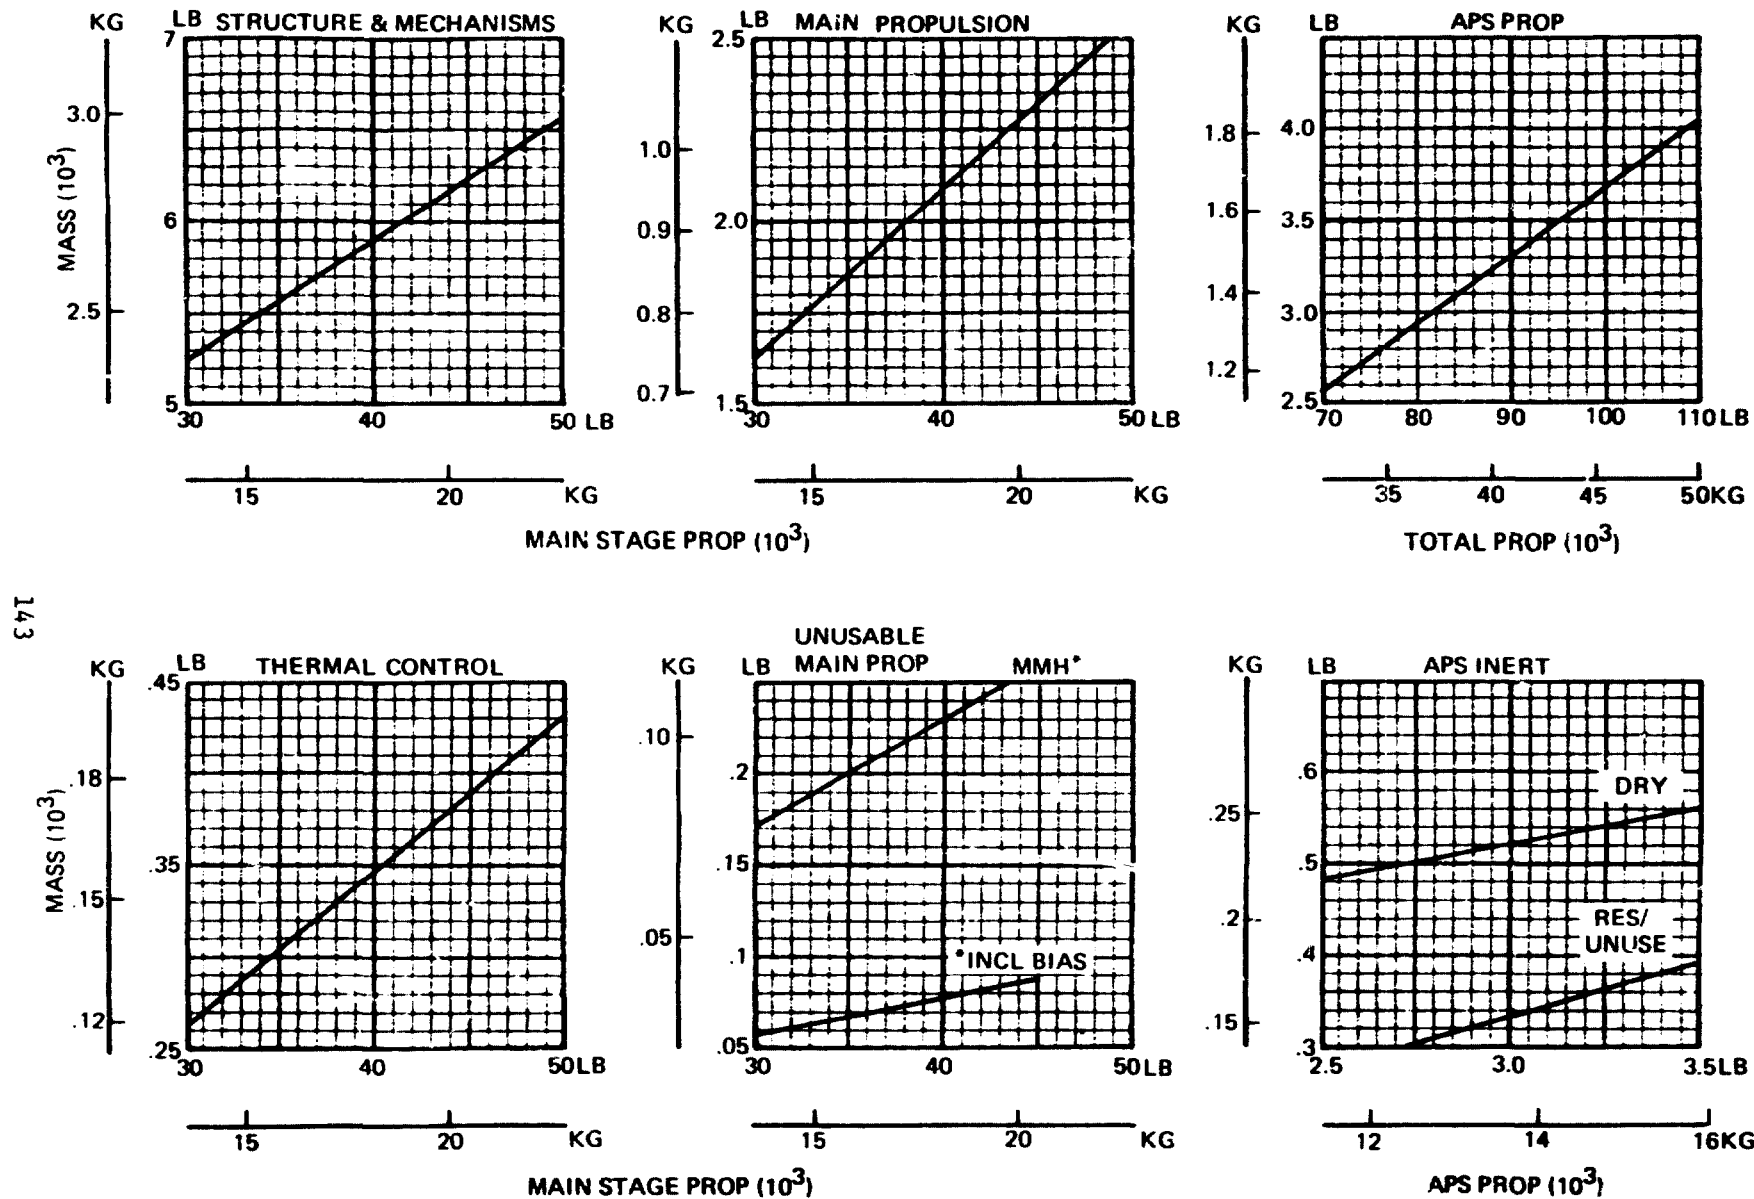 KG LB STRUCTURE & MECHANISMS
7
6
5
3.0
2.5
MASS (10³)
30 40 50 LB
15 20 KG
KG LB MAIN PROPULSION
2.5
2.0
1.5
1.0
0.9
0.8
0.7
30 40 50 LB
15 20 KG
MAIN STAGE PROP (10³)
KG LB APS PROP
4.0
3.5
3.0
2.5
1.8
1.6
1.4
1.2
70 80 90 100 110 LB
35 40 45 50KG
TOTAL PROP (10³)
143
KG LB THERMAL CONTROL
.45
.35
.25
.18
.15
.12
MASS (10³)
30 40 50LB
15 20 KG
UNUSABLE
KG LB MAIN PROP MMH*
.2
.15
.1
.05
.10
.05
*INCL BIAS
30 40 50 LB
15 20 KG
MAIN STAGE PROP (10³)
KG LB APS INERT
.6
.5
.4
.3
.25
.2
.15
DRY
RES/
UNUSE
2.5 3.0 3.5LB
12 14 16KG
APS PROP (10³)